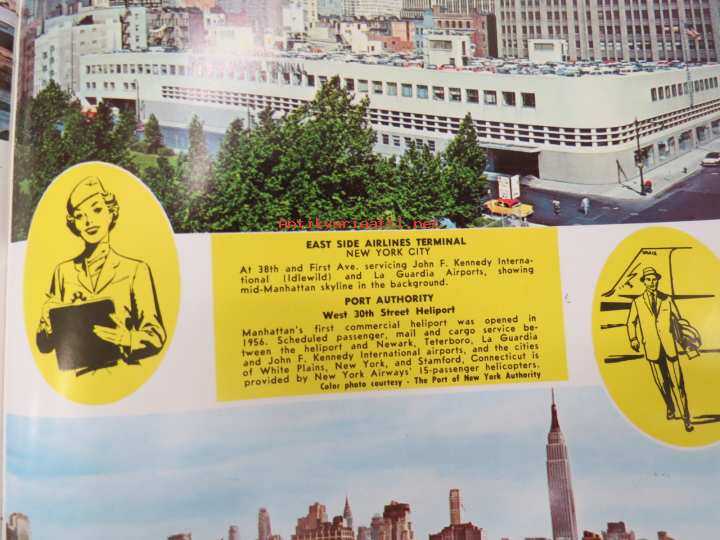 Antikvariaatti.net
EAST SIDE AIRLINES TERMINAL
NEW YORK CITY
At 38th and First Ave. servicing John F. Kennedy Interna-
tional (Idlewild) and La Guardia Airports, showing
mid-Manhattan skyline in the background.
PORT AUTHORITY
West 30th Street Heliport
Manhattan's first commercial heliport was opened in
1956. Scheduled passenger, mail and cargo service be-
tween the heliport and Newark, Teterboro, La Guardia
and John F. Kennedy International airports, and the cities
of White Plains, New York, and Stamford, Connecticut is
provided by New York Airways' 15-passenger helicopters.
Color photo courtesy - The Port of New York Authority